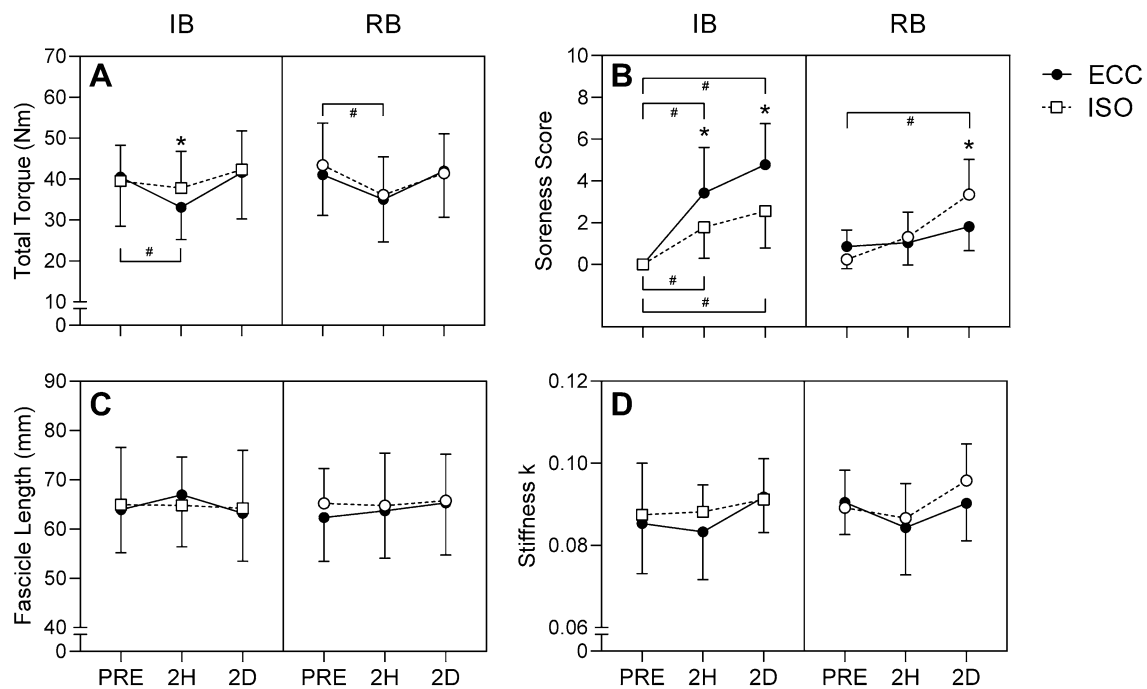 IB RB IB RB
A
Total Torque (Nm)
70
60
50
40
30
20
10
0
*
#
#
B
Soreness Score
10
8
6
4
2
0
#
#
*
*
#
#
#
*
ECC
ISO
C
Fascicle Length (mm)
90
80
70
60
50
40
0
PRE 2H 2D PRE 2H 2D
D
Stiffness k
0.12
0.10
0.08
0.06
0
PRE 2H 2D PRE 2H 2D